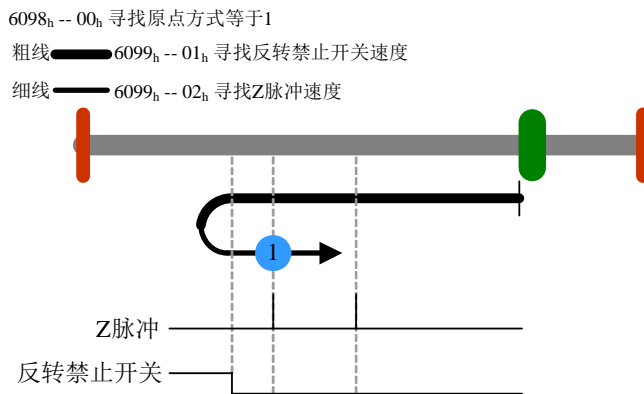 6098h -- 00h 寻找原点方式等于1
粗线 6099h -- 01h 寻找反转禁止开关速度
细线 6099h -- 02h 寻找Z脉冲速度
1
Z脉冲
反转禁止开关